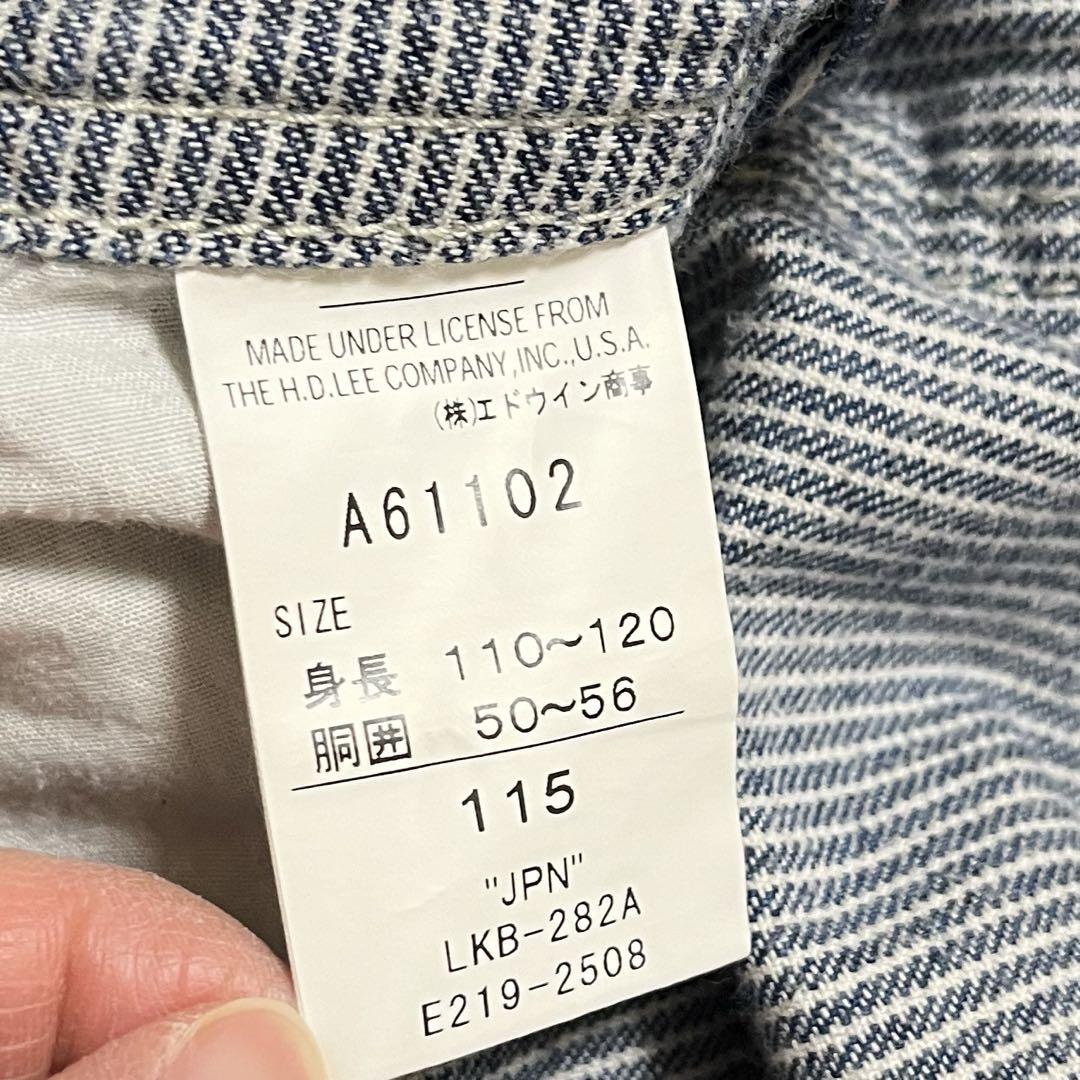 MADE UNDER LICENSE FROM
THE H.D.LEE COMPANY,INC.,U.S.A.
(株)エドウイン商事
A61102
SIZE
身長 110~120
胴囲 50~56
115
"JPN"
LKB-282A
E219-2508